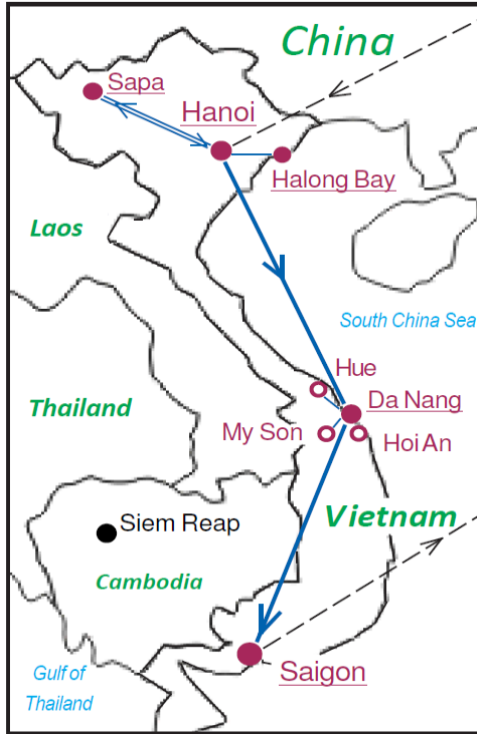 China
Sapa
Hanoi
Halong Bay
Laos
South China Sea
Hue
Da Nang
Thailand
My Son
Hoi An
Vietnam
Siem Reap
Cambodia
Gulf of
Thailand
Saigon